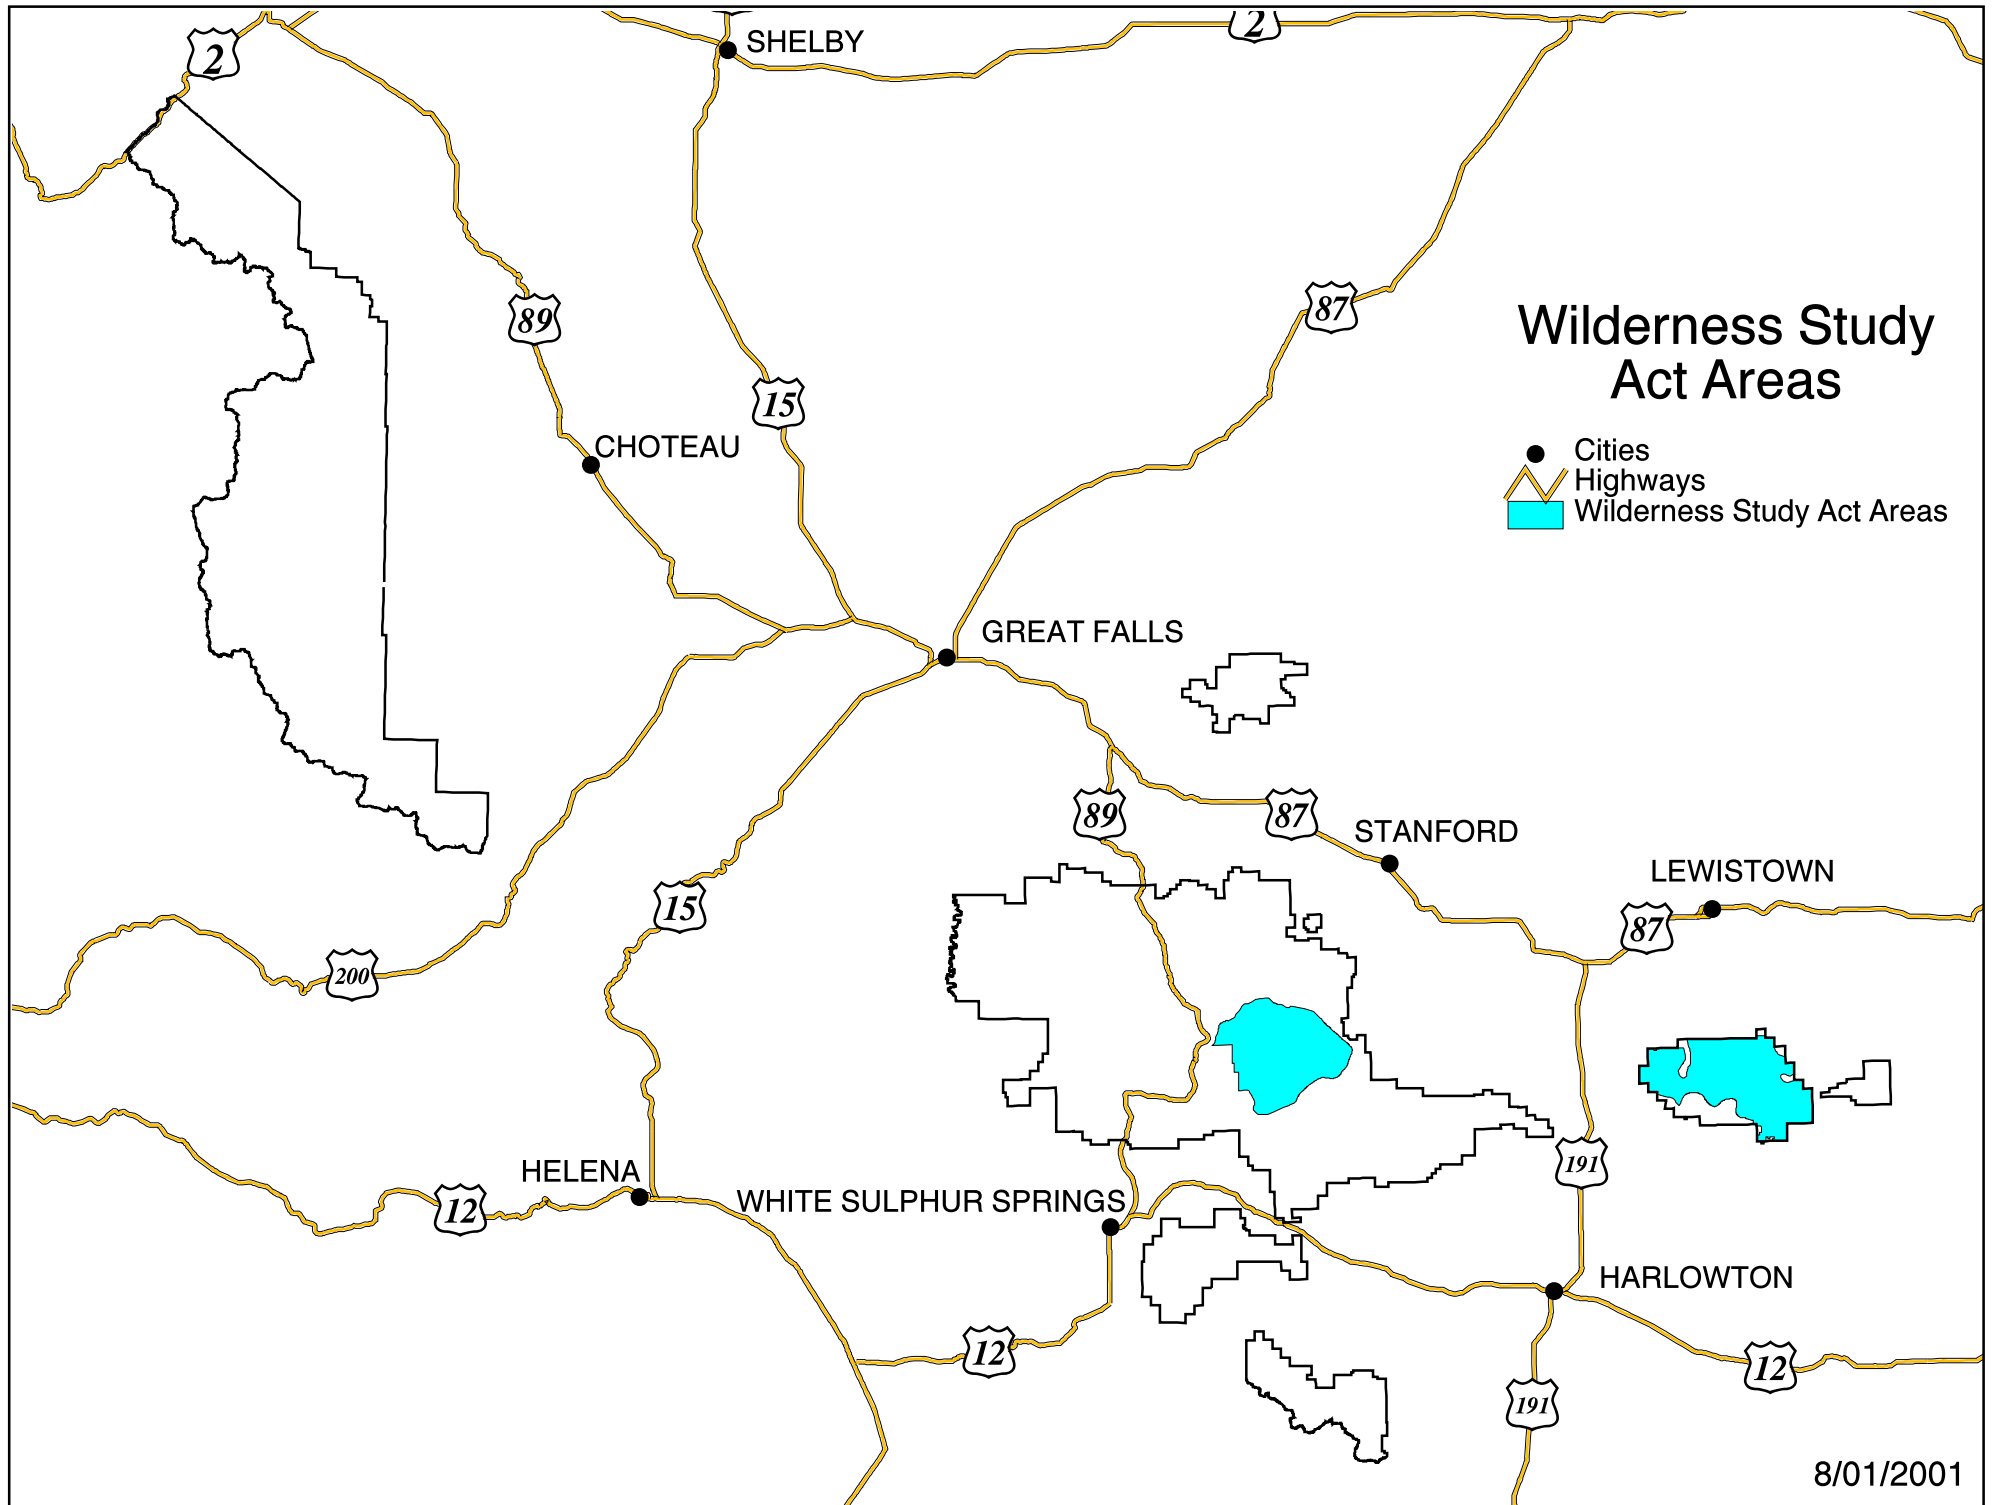 2
2
SHELBY
89
87
15
Wilderness Study
Act Areas
Cities
Highways
Wilderness Study Act Areas
CHOTEAU
GREAT FALLS
89
87
STANFORD
LEWISTOWN
15
87
200
191
HELENA
12
WHITE SULPHUR SPRINGS
HARLOWTON
12
12
191
8/01/2001